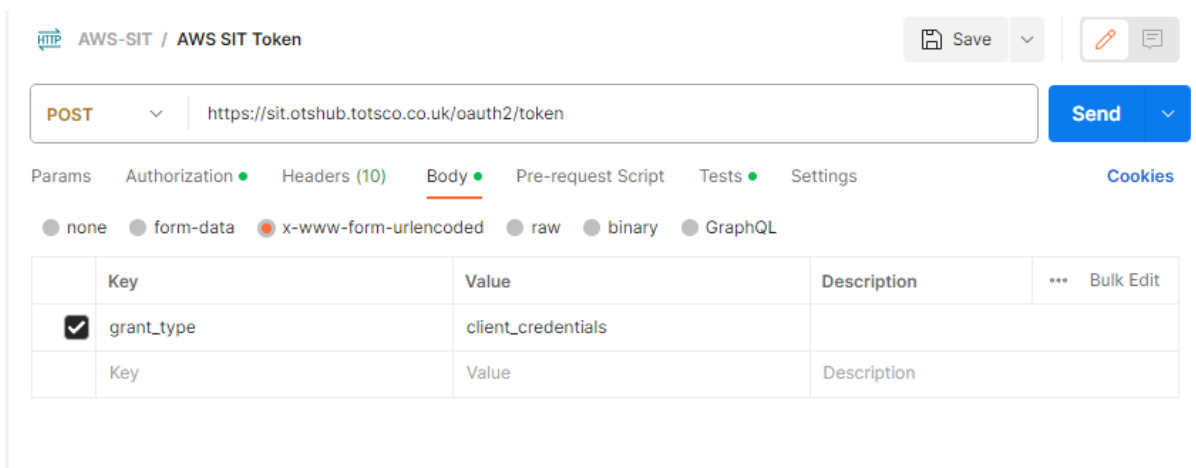 HTTP AWS-SIT / AWS SIT Token Save
POST https://sit.otshub.totsco.co.uk/oauth2/token Send
Params Authorization Headers (10) Body Pre-request Script Tests Settings Cookies
none form-data x-www-form-urlencoded raw binary GraphQL
Key Value Description Bulk Edit
grant_type client_credentials
Key Value Description